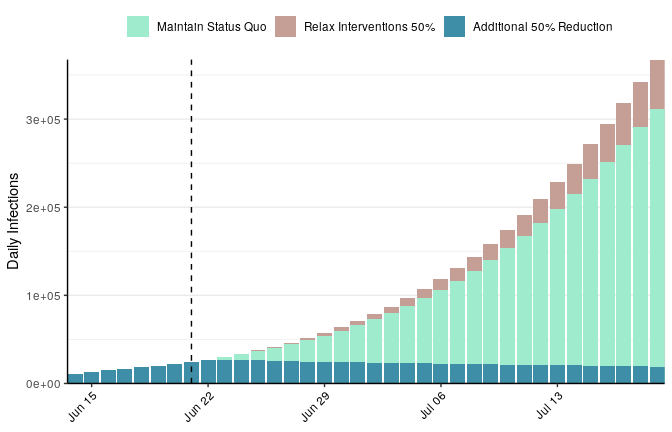 Maintain Status Quo Relax Interventions 50% Additional 50% Reduction
Daily Infections
3e+05
2e+05
1e+05
0e+00
Jun 15 Jun 22 Jun 29 Jul 06 Jul 13